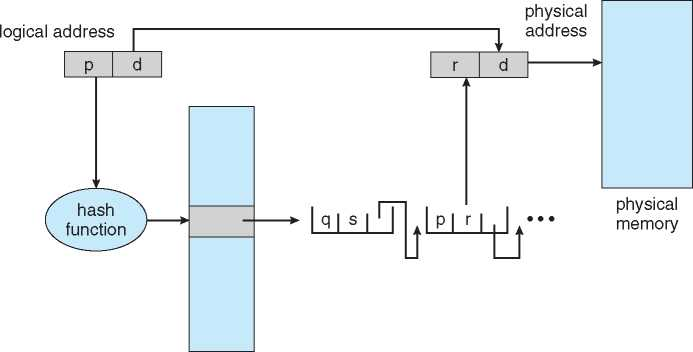 logical address
physical
address
p d
r d
hash
function
q s
p r
•••
physical
memory